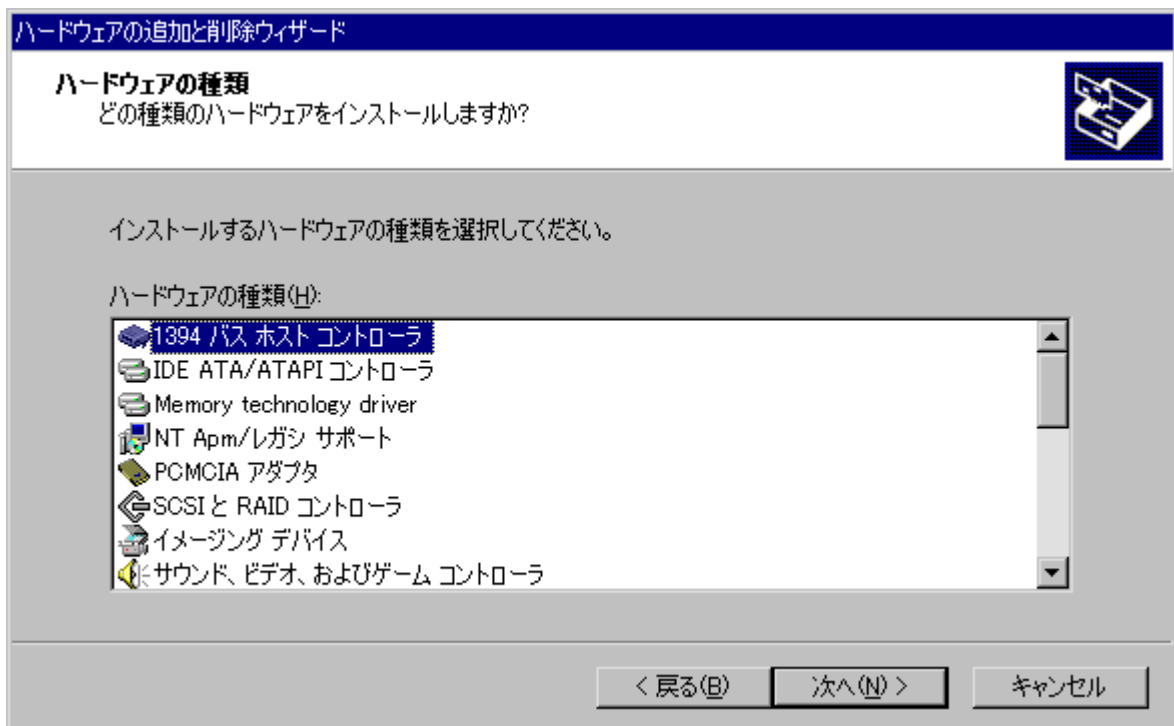 ハードウェアの追加と削除ウィザード
ハードウェアの種類
どの種類のハードウェアをインストールしますか?
インストールするハードウェアの種類を選択してください。
ハードウェアの種類(H):
1394 バス ホスト コントローラ
IDE ATA/ATAPI コントローラ
Memory technology driver
NT Apm/レガシ サポート
PCMCIA アダプタ
SCSI と RAID コントローラ
イメージング デバイス
サウンド、ビデオ、およびゲーム コントローラ
< 戻る(B) 次へ(N) > キャンセル